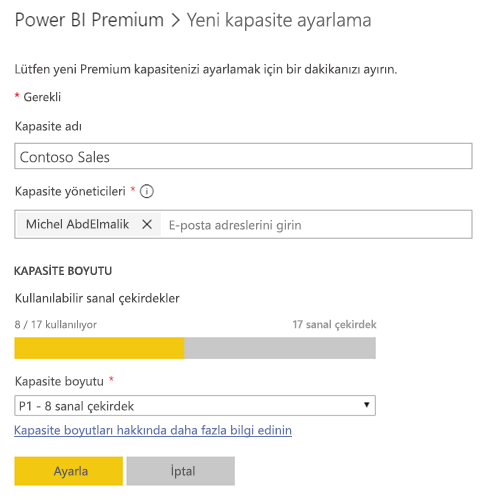 Power BI Premium > Yeni kapasite ayarlama
Lütfen yeni Premium kapasitenizi ayarlamak için bir dakikanızı ayırın.
* Gerekli
Kapasite adı
Contoso Sales
Kapasite yöneticileri *
Michel AbdElmalik × E-posta adreslerini girin
KAPASİTE BOYUTU
Kullanılabilir sanal çekirdekler
8 / 17 kullanılıyor 17 sanal çekirdek
Kapasite boyutu *
P1 - 8 sanal çekirdek
Kapasite boyutları hakkında daha fazla bilgi edinin
Ayarla İptal